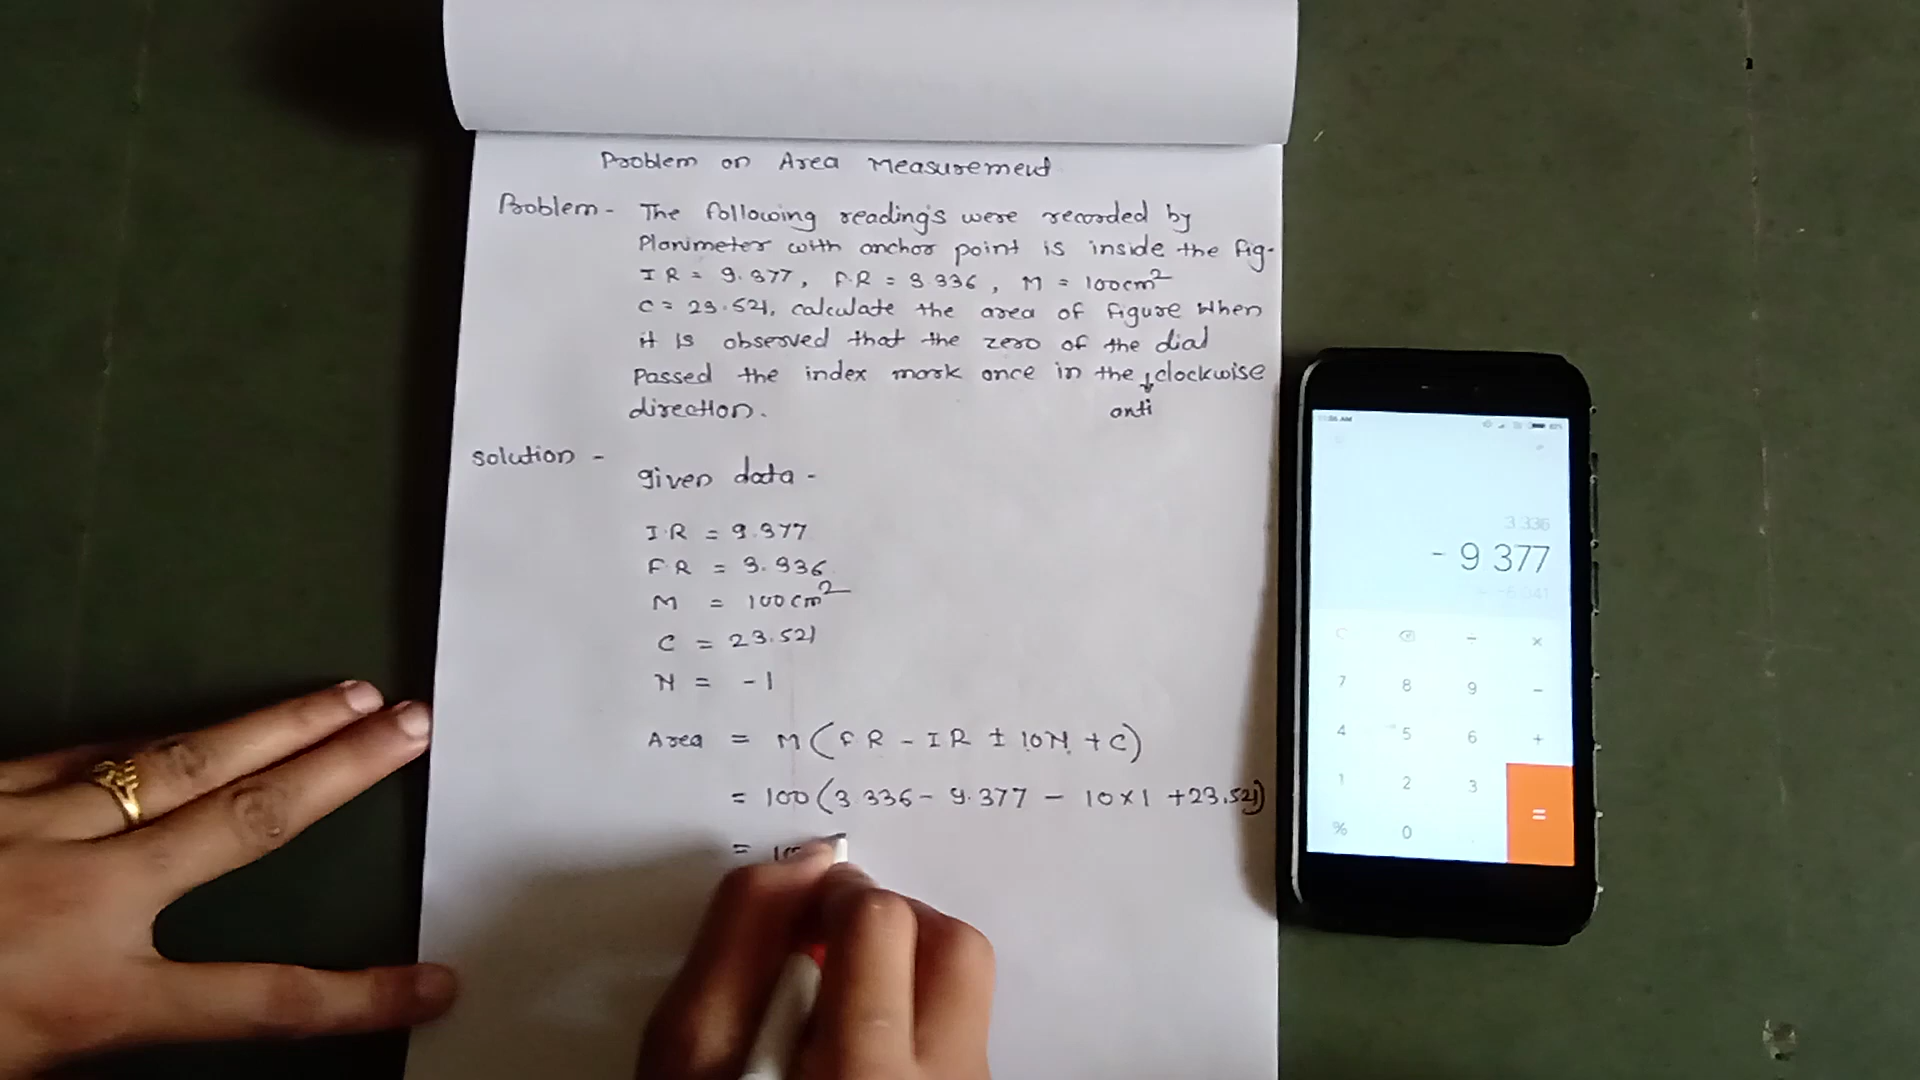 Problem on Area Measurement
Problem - The following reading's were recorded by
Planimeter with anchor point is inside the fig.
IR = 9.377, F.R = 3.336, M = 100cm²
C = 23.521, calculate the area of figure when
it is observed that the zero of the dial
Passed the index mark once in the clockwise
anti
direction.
Solution -
given data -
I.R = 9.377
F.R = 3.336
M = 100cm²
C = 23.521
N = -1
Area = M(FR - IR ± 10N + C)
= 100(3.336 - 9.377 - 10×1 + 23.521)
=
3.336
- 9.377
= -6.041
C ÷ ×
7 8 9 -
4 5 6 +
1 2 3 =
% 0 .